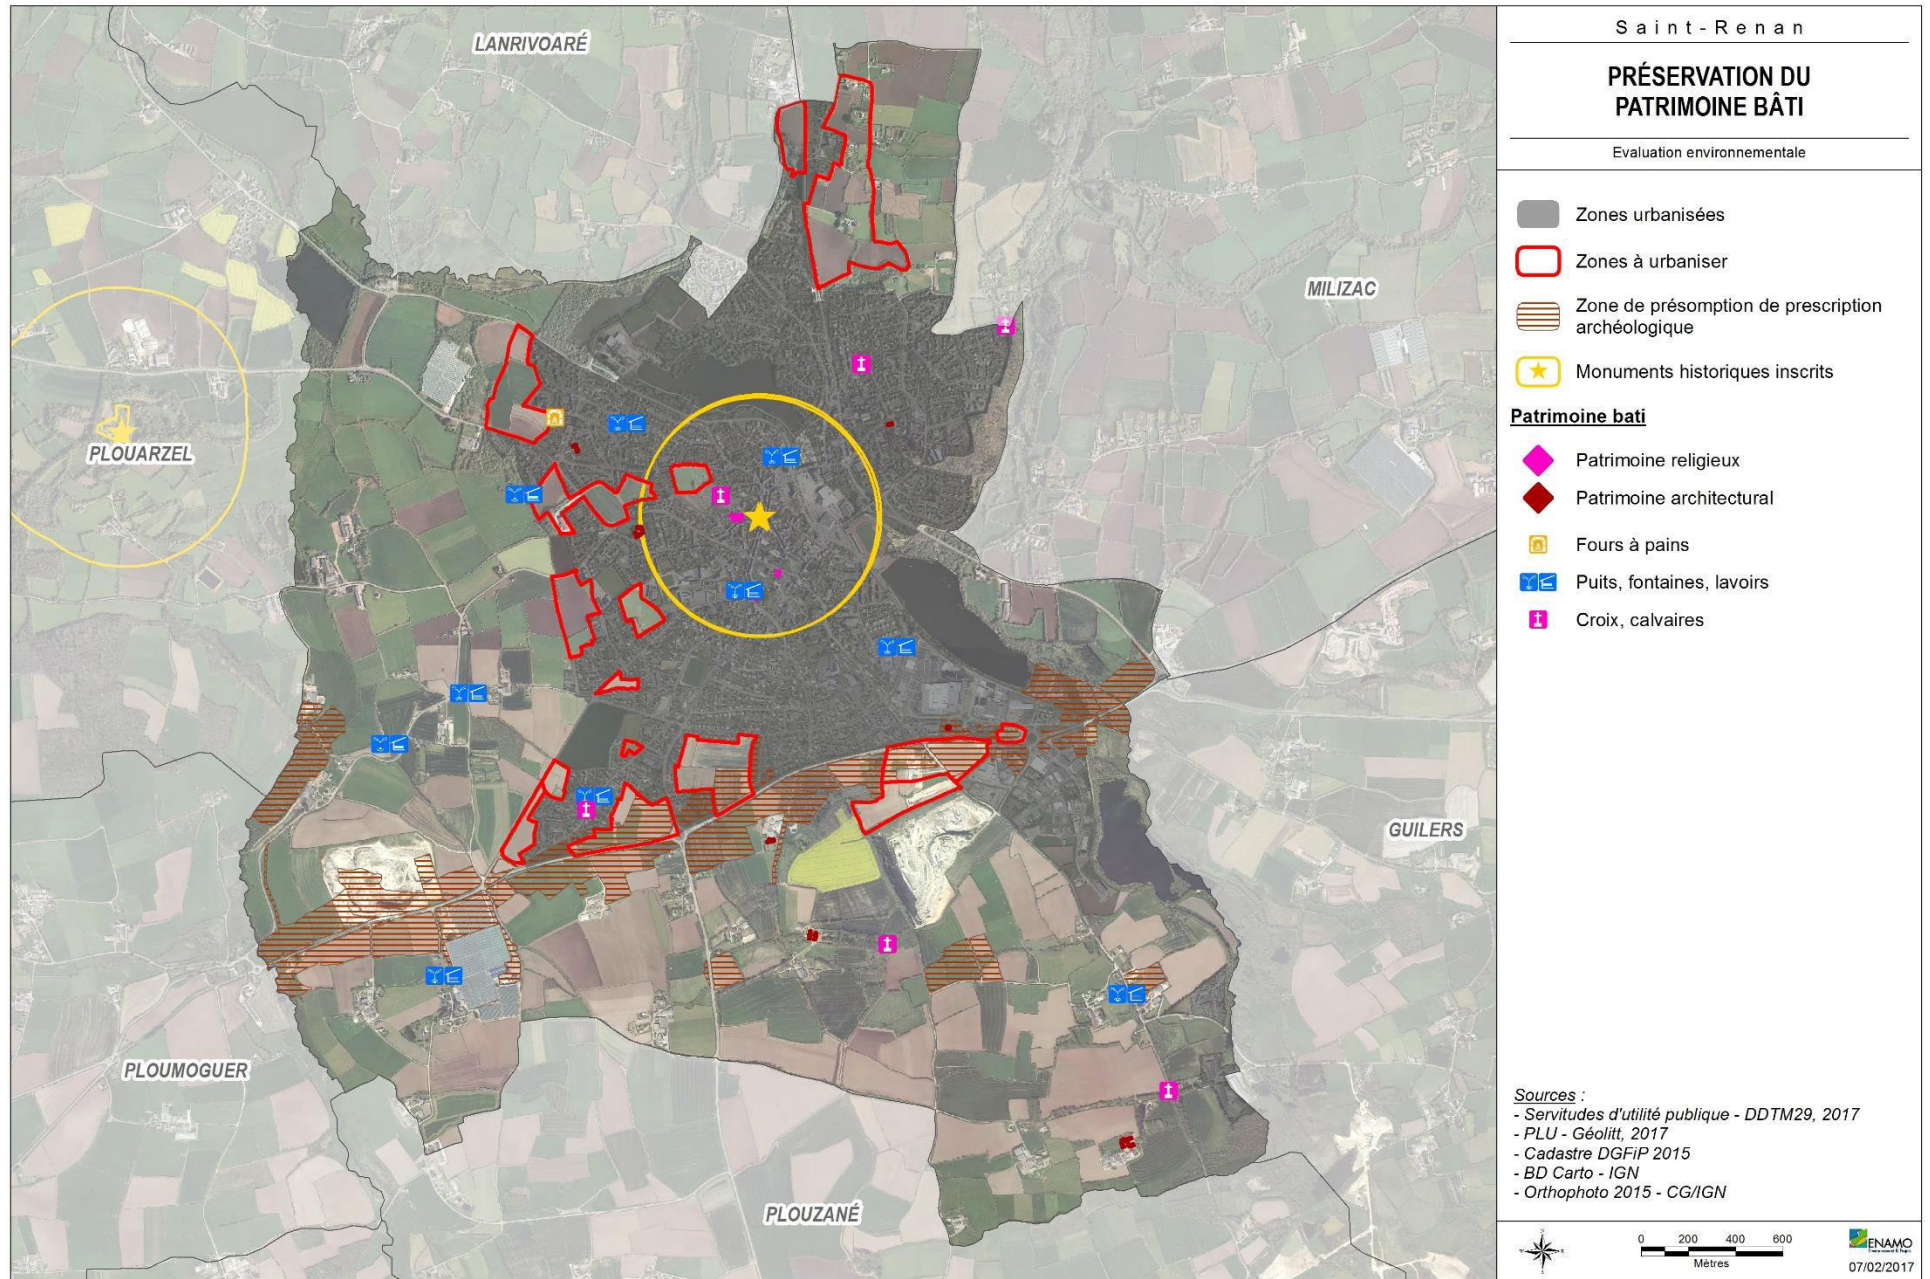 LANRIVOARÉ
MILIZAC
PLOUARZEL
GUILERS
PLOUMOGUER
PLOUZANÉ
Saint-Renan
PRÉSERVATION DU
PATRIMOINE BÂTI
Evaluation environnementale
Zones urbanisées
Zones à urbaniser
Zone de présomption de prescription
archéologique
Monuments historiques inscrits
Patrimoine bati
Patrimoine religieux
Patrimoine architectural
Fours à pains
Puits, fontaines, lavoirs
Croix, calvaires
Sources :
- Servitudes d'utilité publique - DDTM29, 2017
- PLU - Géolitt, 2017
- Cadastre DGFiP 2015
- BD Carto - IGN
- Orthophoto 2015 - CG/IGN
0 200 400 600
Mètres
ENAMO
07/02/2017